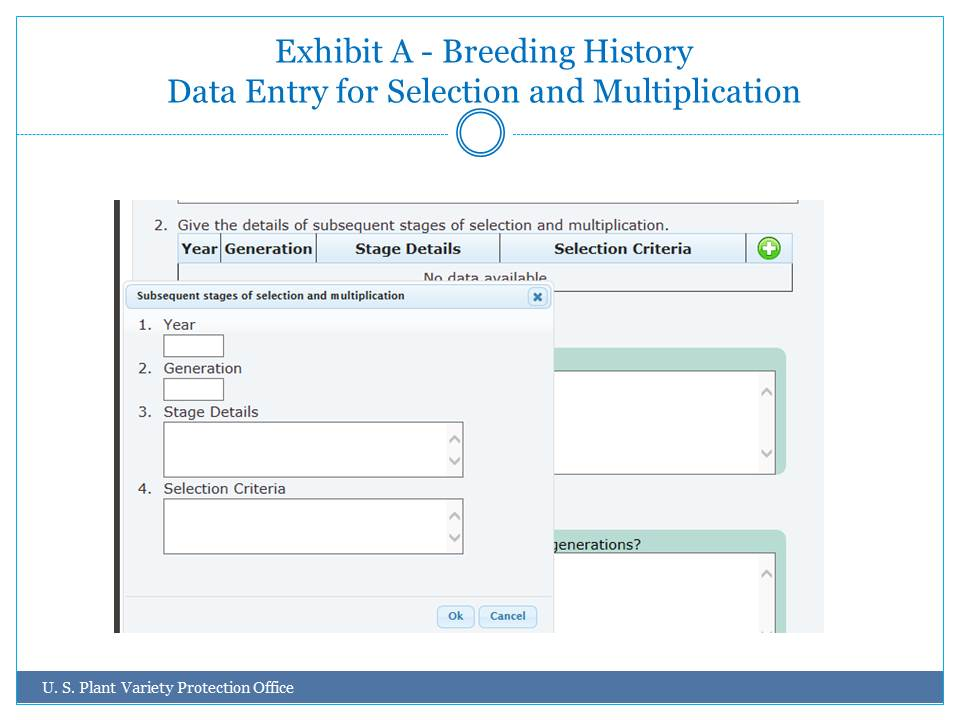 Exhibit A - Breeding History
Data Entry for Selection and Multiplication
2. Give the details of subsequent stages of selection and multiplication.
Year Generation Stage Details Selection Criteria
No data available
Subsequent stages of selection and multiplication
1. Year
2. Generation
3. Stage Details
4. Selection Criteria
generations?
Ok Cancel
U. S. Plant Variety Protection Office